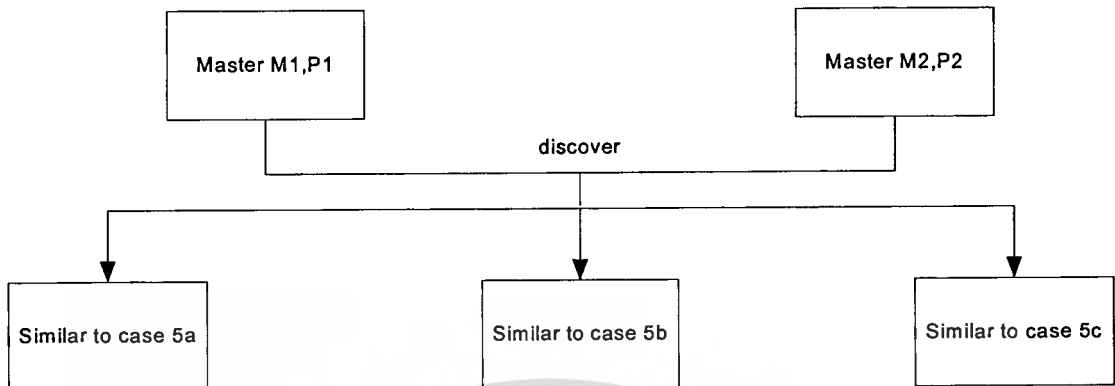 Master M1,P1
Master M2,P2
discover
Similar to case 5a
Similar to case 5b
Similar to case 5c